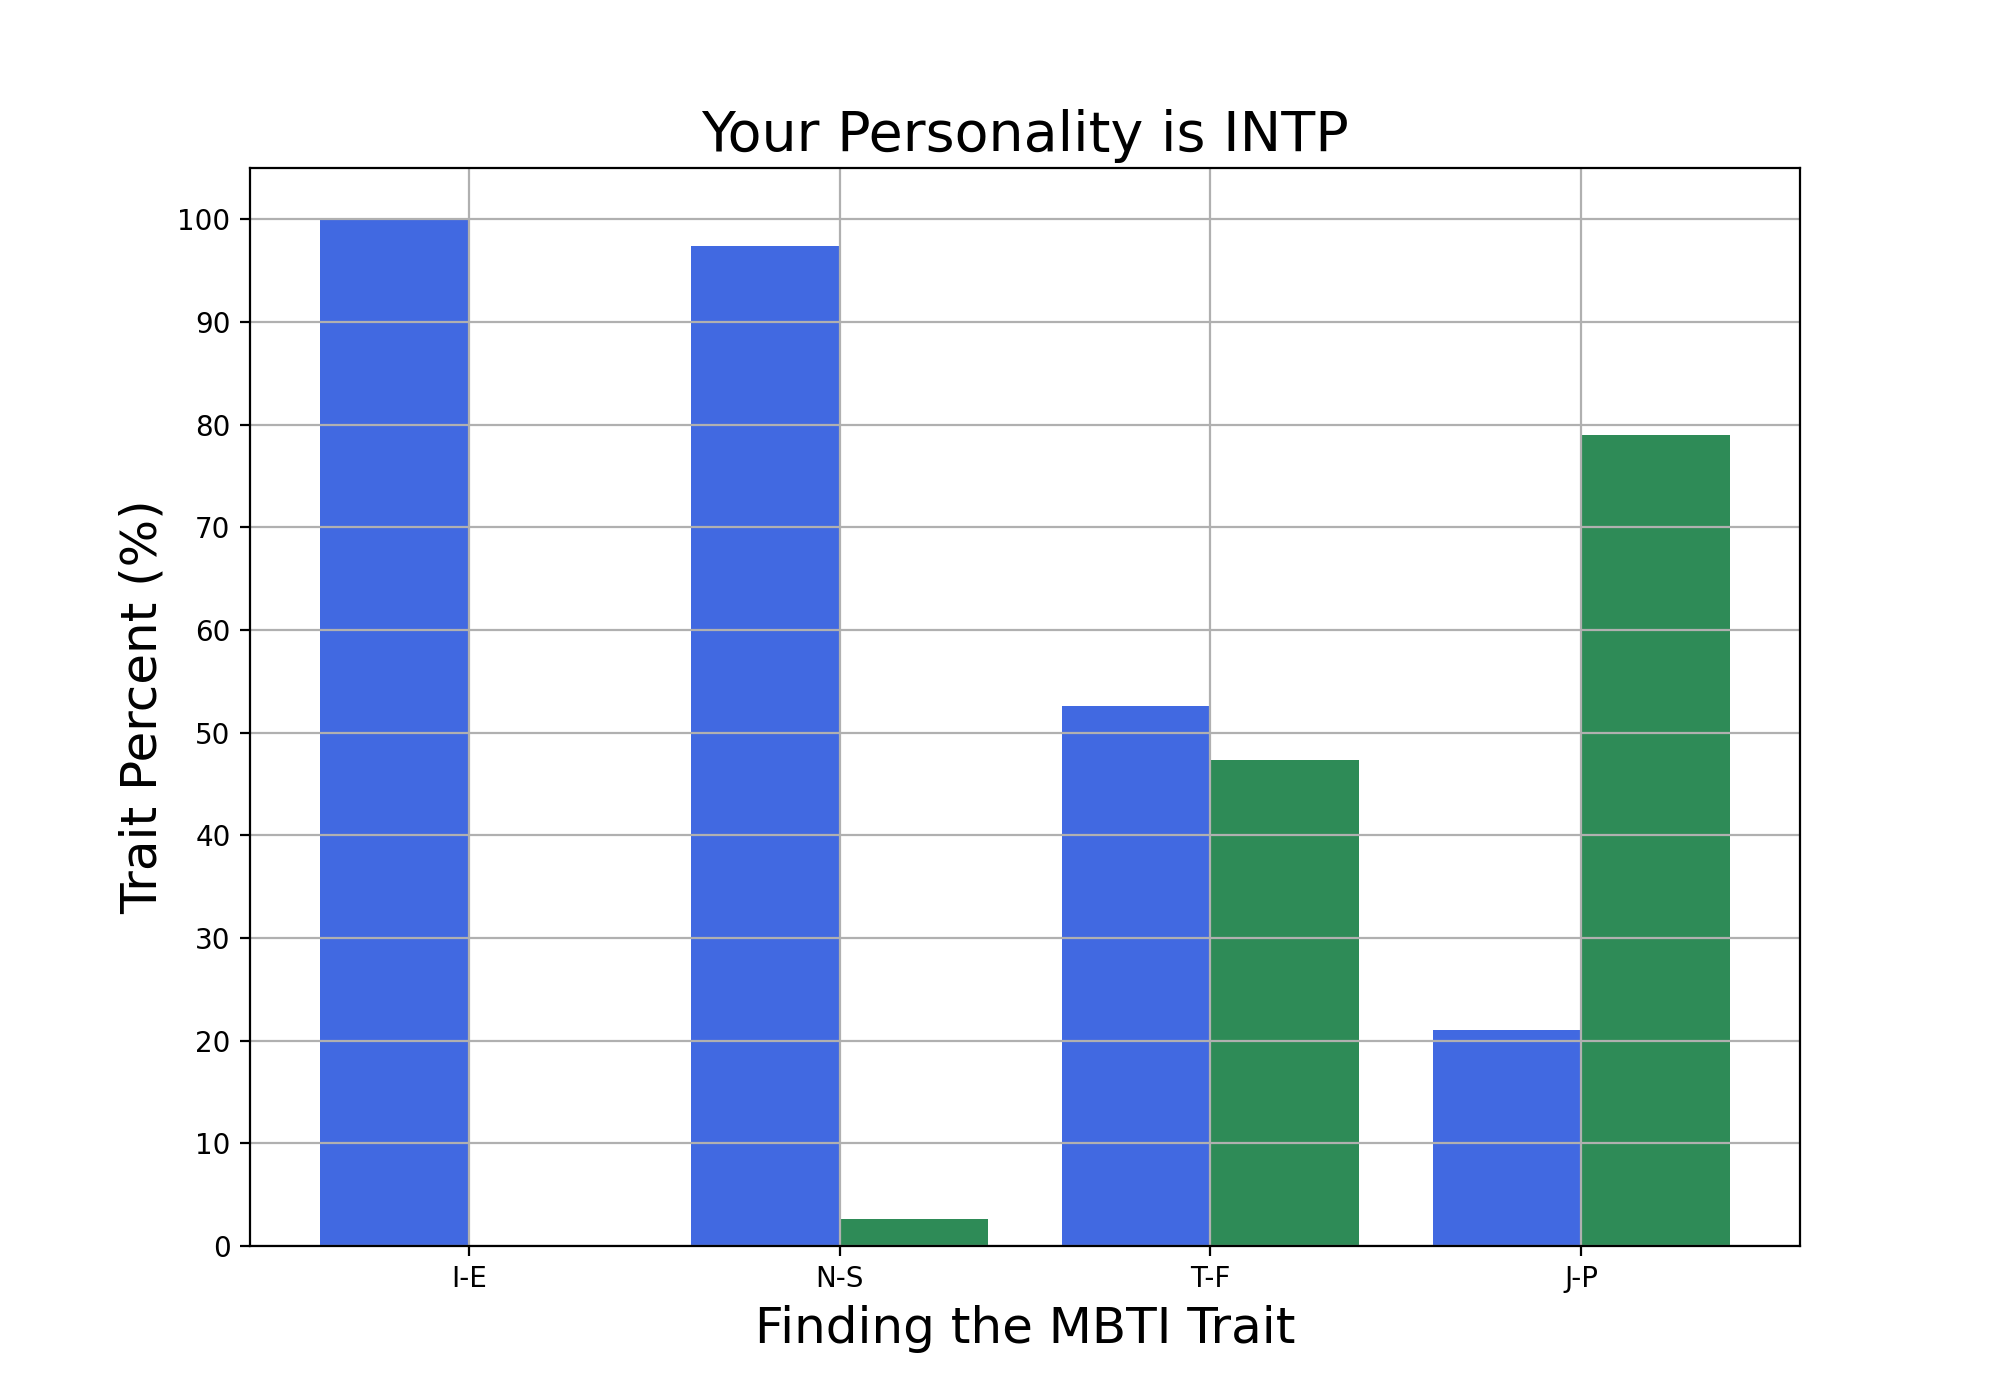 Your Personality is INTP
100
90
80
70
60
50
40
30
20
10
0
Trait Percent (%)
I-E N-S T-F J-P
Finding the MBTI Trait